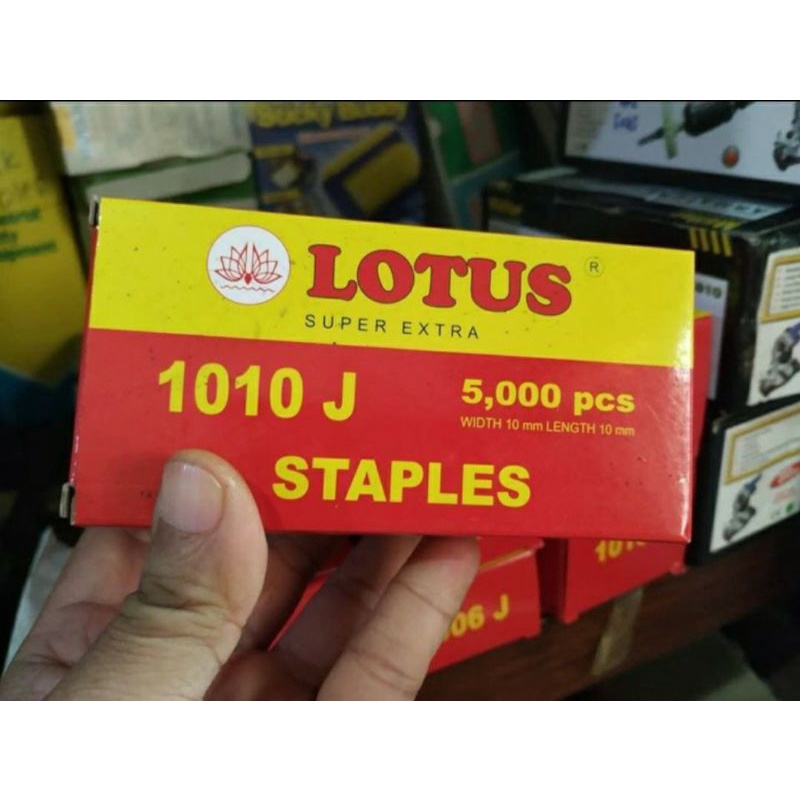 LOTUS ®
SUPER EXTRA
1010 J
5,000 pcs
WIDTH 10 mm LENGTH 10 mm
STAPLES
06 J